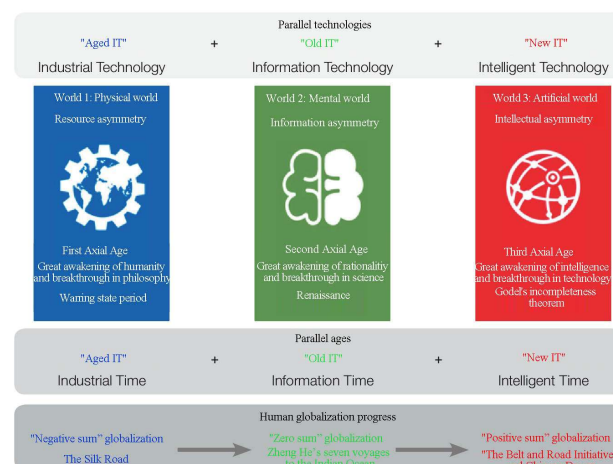 Parallel technologies
"Aged IT" + "Old IT" + "New IT"
Industrial Technology Information Technology Intelligent Technology
World 1: Physical world
Resource asymmetry
First Axial Age
Great awakening of humanity
and breakthrough in philosophy
Warring state period
World 2: Mental world
Information asymmetry
Second Axial Age
Great awakening of rationaliity
and breakthrough in science
Renaissance
World 3: Artificial world
Intellectual asymmetry
Third Axial Age
Great awakening of intelligence
and breakthrough in technology
Godel's incompleteness
theorem
Parallel ages
"Aged IT" + "Old IT" + "New IT"
Industrial Time Information Time Intelligent Time
Human globalization progress
"Negative sum" globalization
The Silk Road
"Zero sum" globalization
Zheng He's seven voyages
to the Indian Ocean
"Positive sum" globalization
"The Belt and Road Initiative